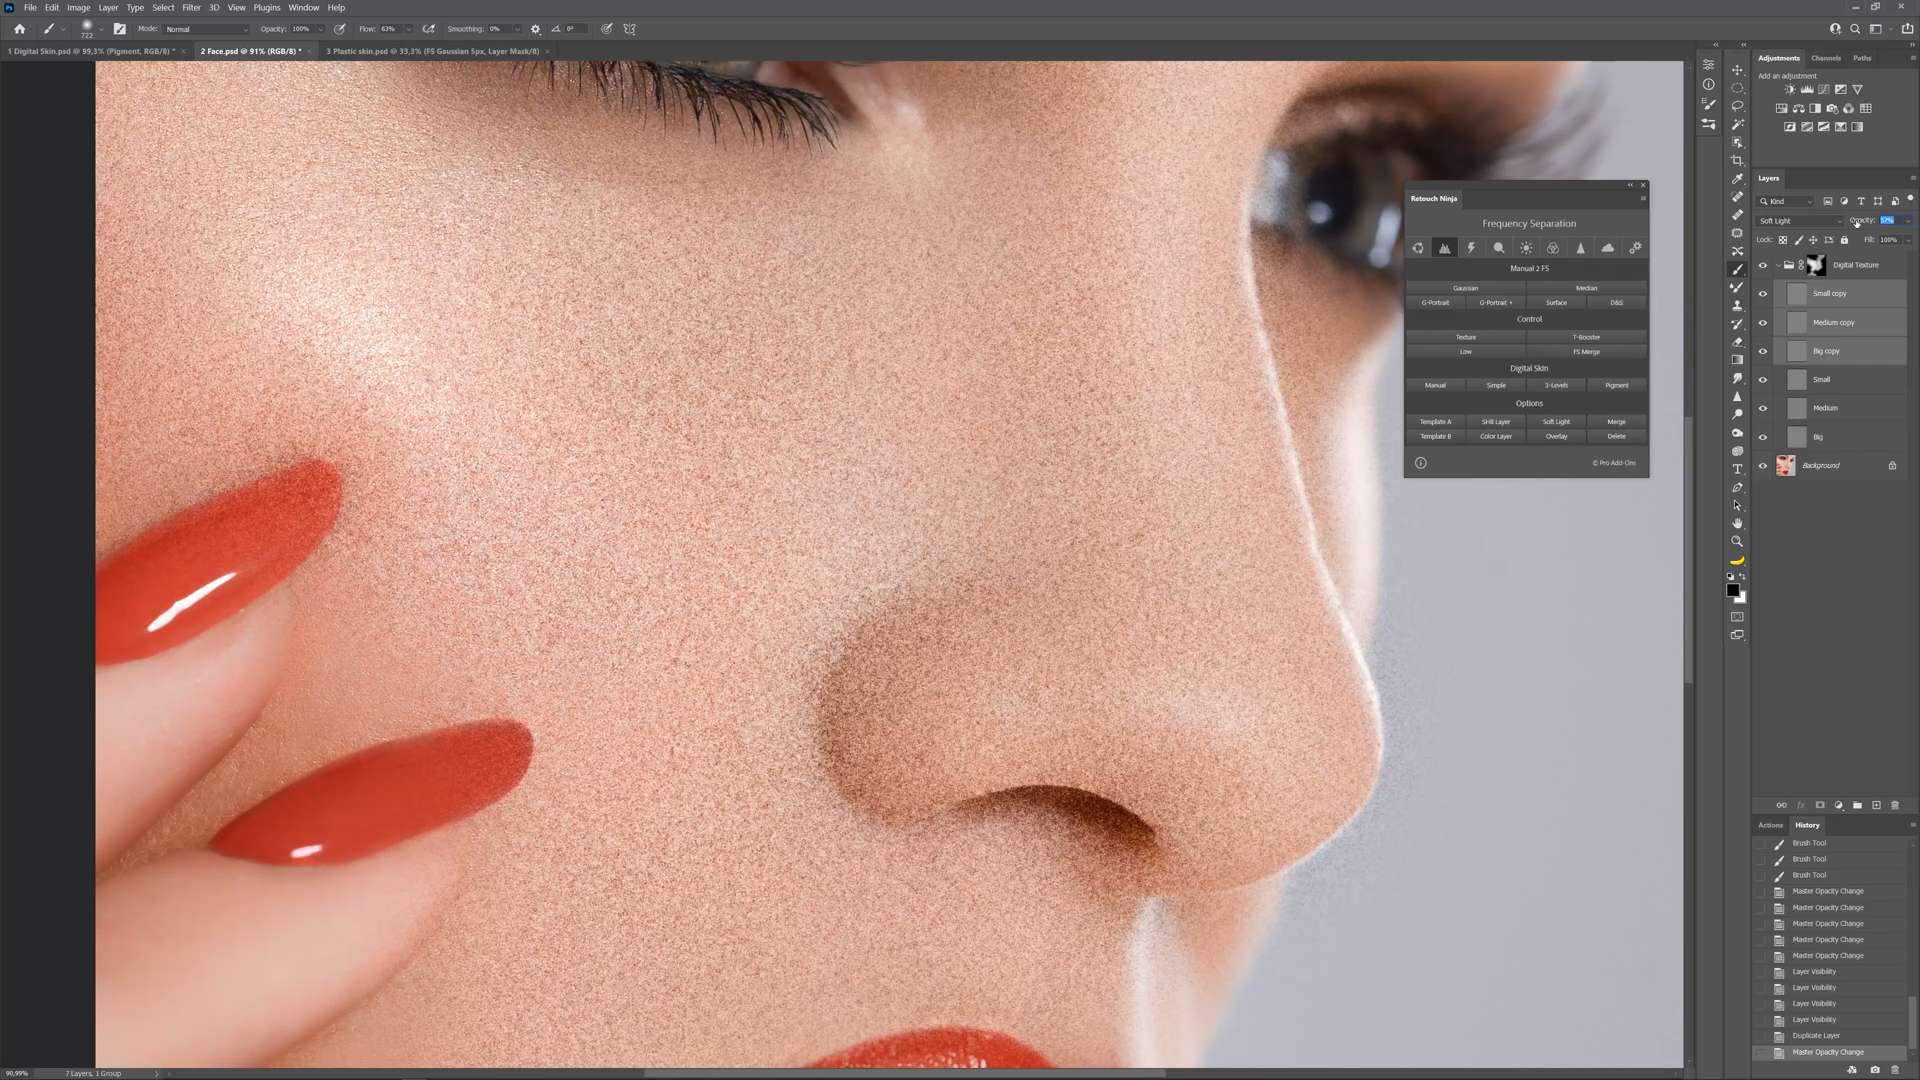 File Edit Image Layer Type Select Filter 3D View Plugins Window Help
722 Mode: Normal Opacity: 100% Flow: 63% Smoothing: 0% 0°
1 Digital Skin.psd @ 99,3% (Pigment, RGB/8) * 2 Face.psd @ 91% (RGB/8) * 3 Plastic skin.psd @ 33,3% (FS Gaussian 5px, Layer Mask/8)
Retouch Ninja
Frequency Separation
Manual 2 FS
Gaussian Median
G-Portrait G-Portrait + Surface D&S
Control
Texture T-Booster
Low FS Merge
Digital Skin
Manual Simple 3-Levels Pigment
Options
Template A SH8 Layer Soft Light Merge
Template B Color Layer Overlay Delete
© Pro Add-Ons
Adjustments Channels Paths
Add an adjustment
Layers
Kind
Soft Light Opacity: 57%
Lock: Fill: 100%
Digital Texture
Small copy
Medium copy
Big copy
Small
Medium
Big
Background
Actions History
Brush Tool
Brush Tool
Brush Tool
Master Opacity Change
Master Opacity Change
Master Opacity Change
Master Opacity Change
Master Opacity Change
Layer Visibility
Layer Visibility
Layer Visibility
Layer Visibility
Duplicate Layer
Master Opacity Change
90,99% 7 Layers, 1 Group